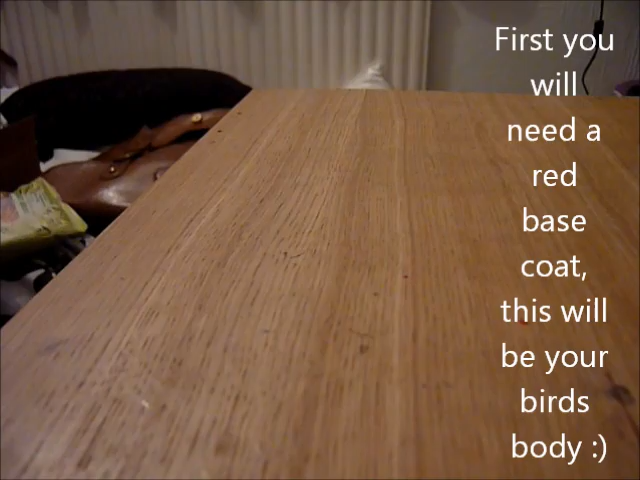 First you
will
need a
red
base
coat,
this will
be your
birds
body :)